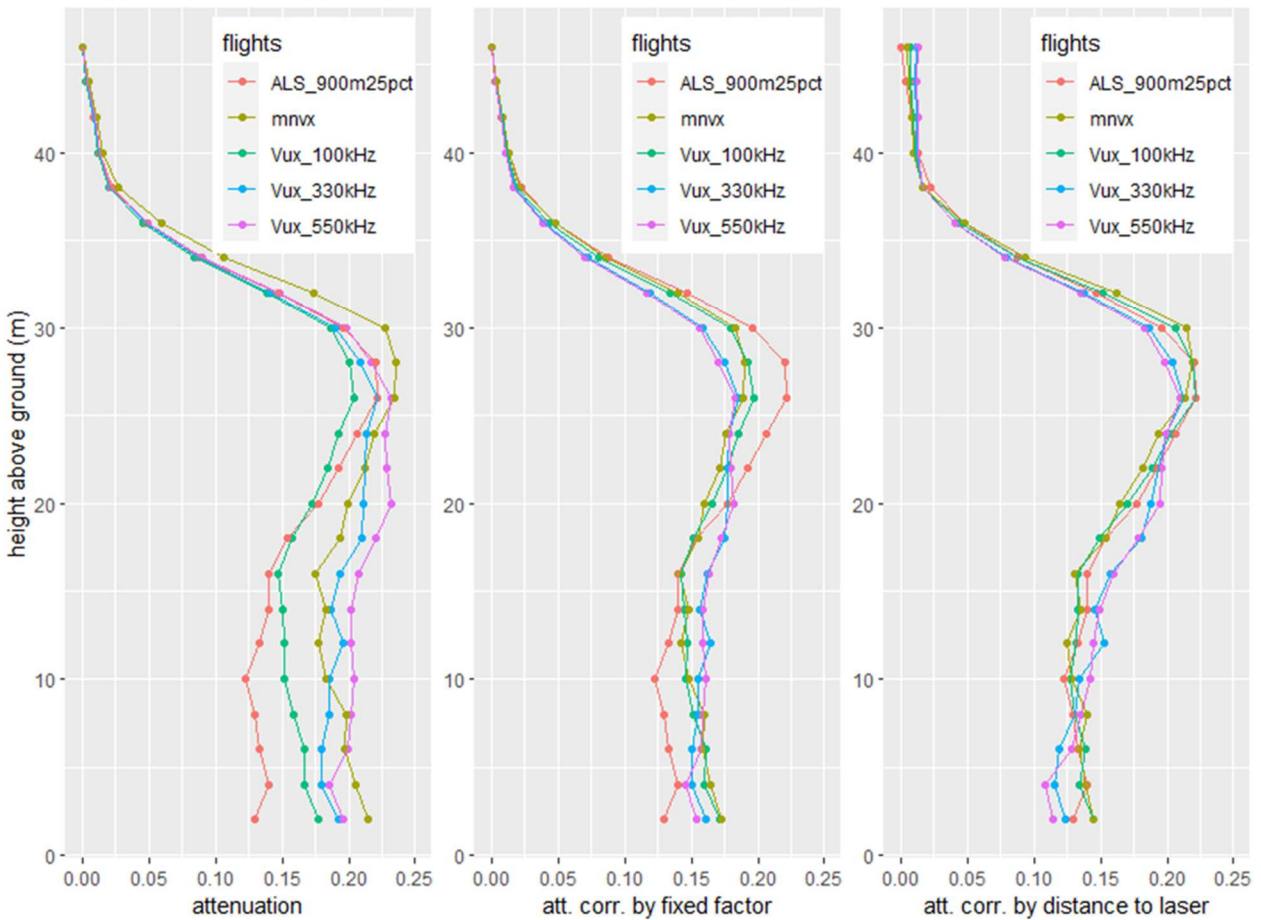 height above ground (m)
40
30
20
10
0
flights
ALS_900m25pct
mnvx
Vux_100kHz
Vux_330kHz
Vux_550kHz
0.00 0.05 0.10 0.15 0.20 0.25
attenuation
40
30
20
10
0
flights
ALS_900m25pct
mnvx
Vux_100kHz
Vux_330kHz
Vux_550kHz
0.00 0.05 0.10 0.15 0.20 0.25
att. corr. by fixed factor
40
30
20
10
0
flights
ALS_900m25pct
mnvx
Vux_100kHz
Vux_330kHz
Vux_550kHz
0.00 0.05 0.10 0.15 0.20 0.25
att. corr. by distance to laser